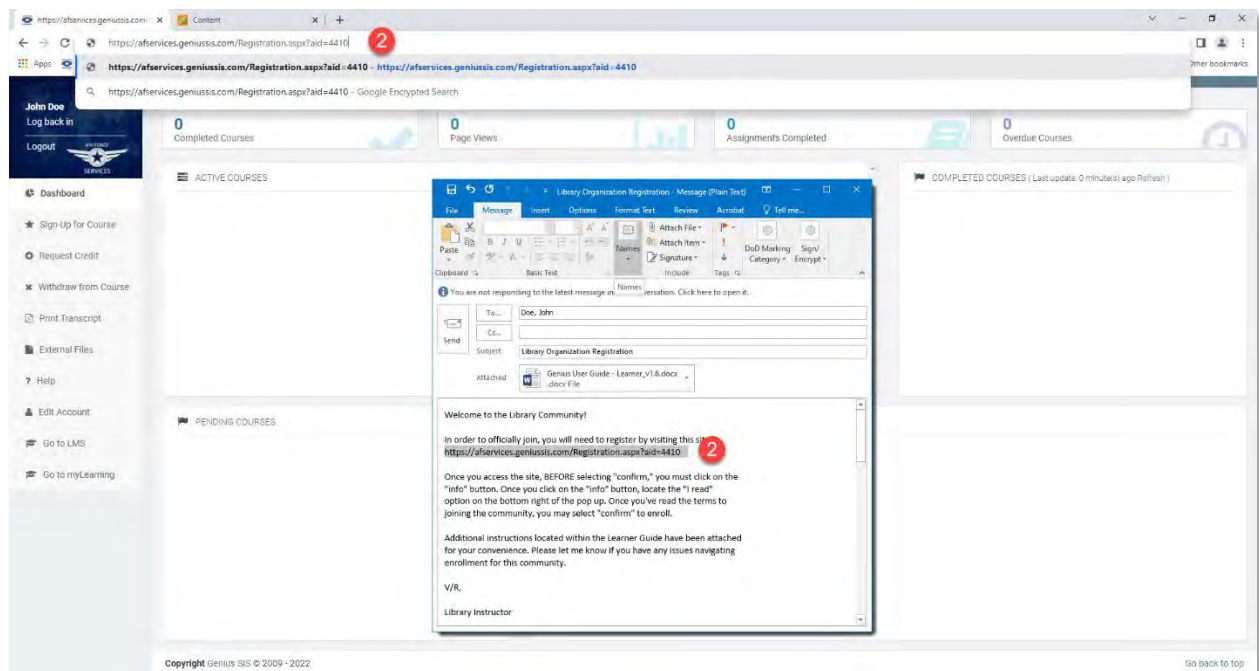 https://afservices.geniussis.com/
Content
https://afservices.geniussis.com/Registration.aspx?aid=4410
2
Apps
https://afservices.geniussis.com/Registration.aspx?aid=4410 - https://afservices.geniussis.com/Registration.aspx?aid=4410
Other bookmarks
https://afservices.geniussis.com/Registration.aspx?aid=4410 - Google Encrypted Search
John Doe
Log back in
Logout
AIR FORCE
SERVICES
0
Completed Courses
0
Page Views
0
Assignments Completed
0
Overdue Courses
Dashboard
Sign-Up for Course
Request Credit
Withdraw from Course
Print Transcript
External Files
? Help
Edit Account
Go to LMS
Go to myLearning
ACTIVE COURSES
COMPLETED COURSES ( Last update: 0 minute(s) ago Refresh )
PENDING COURSES
Library Organization Registration - Message (Plain Text)
File Message Insert Options Format Text Review Acrobat Tell me...
Paste
B I U
Names
Attach File
Attach Item
Signature
DoD Marking Category
Sign/ Encrypt
Clipboard Basic Text Include Tags
Names
You are not responding to the latest message in conversation. Click here to open it.
Send
To... Doe, John
Cc...
Subject Library Organization Registration
Attached Genius User Guide - Learner_v1.6.docx
.docx File
Welcome to the Library Community!
In order to officially join, you will need to register by visiting this
https://afservices.geniussis.com/Registration.aspx?aid=4410
2
Once you access the site, BEFORE selecting "confirm," you must click on the
"info" button. Once you click on the "info" button, locate the "I read"
option on the bottom right of the pop up. Once you've read the terms to
joining the community, you may select "confirm" to enroll.
Additional instructions located within the Learner Guide have been attached
for your convenience. Please let me know if you have any issues navigating
enrollment for this community.
V/R,
Library Instructor
Copyright Genius SIS © 2009 - 2022
Go back to top